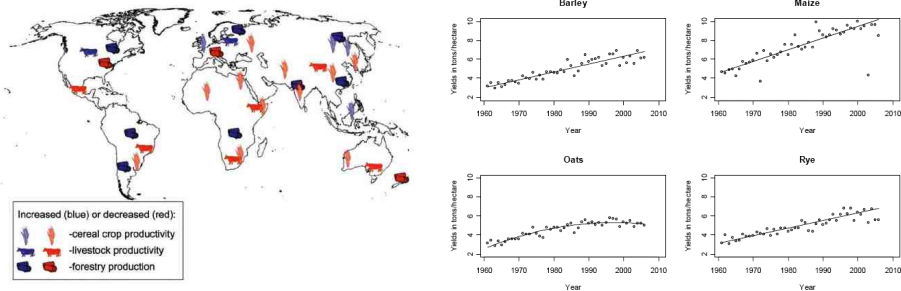 Increased (blue) or decreased (red):
-cereal crop productivity
-livestock productivity
-forestry production
Barley
Yields in tons/hectare
10
8
6
4
2
1960 1970 1980 1990 2000 2010
Year
Maize
Yields in tons/hectare
10
8
6
4
2
1960 1970 1980 1990 2000 2010
Year
Oats
Yields in tons/hectare
10
8
6
4
2
1960 1970 1980 1990 2000 2010
Year
Rye
Yields in tons/hectare
10
8
6
4
2
1960 1970 1980 1990 2000 2010
Year